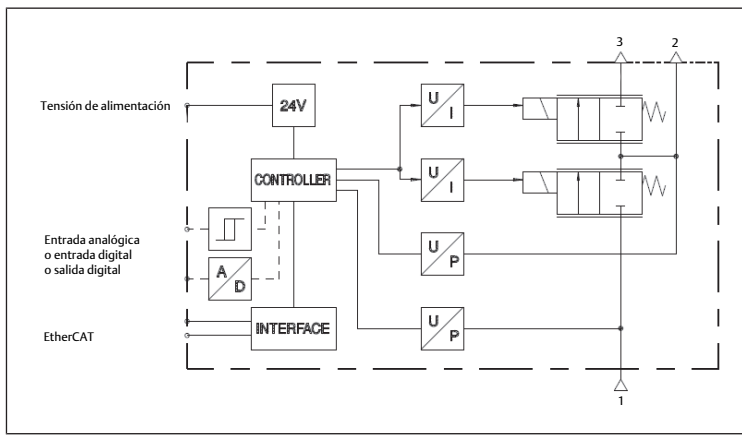 3 2
Tensión de alimentación
24V
U
I
CONTROLLER
U
I
Entrada analógica
o entrada digital
o salida digital
A
D
U
P
EtherCAT
INTERFACE
U
P
1